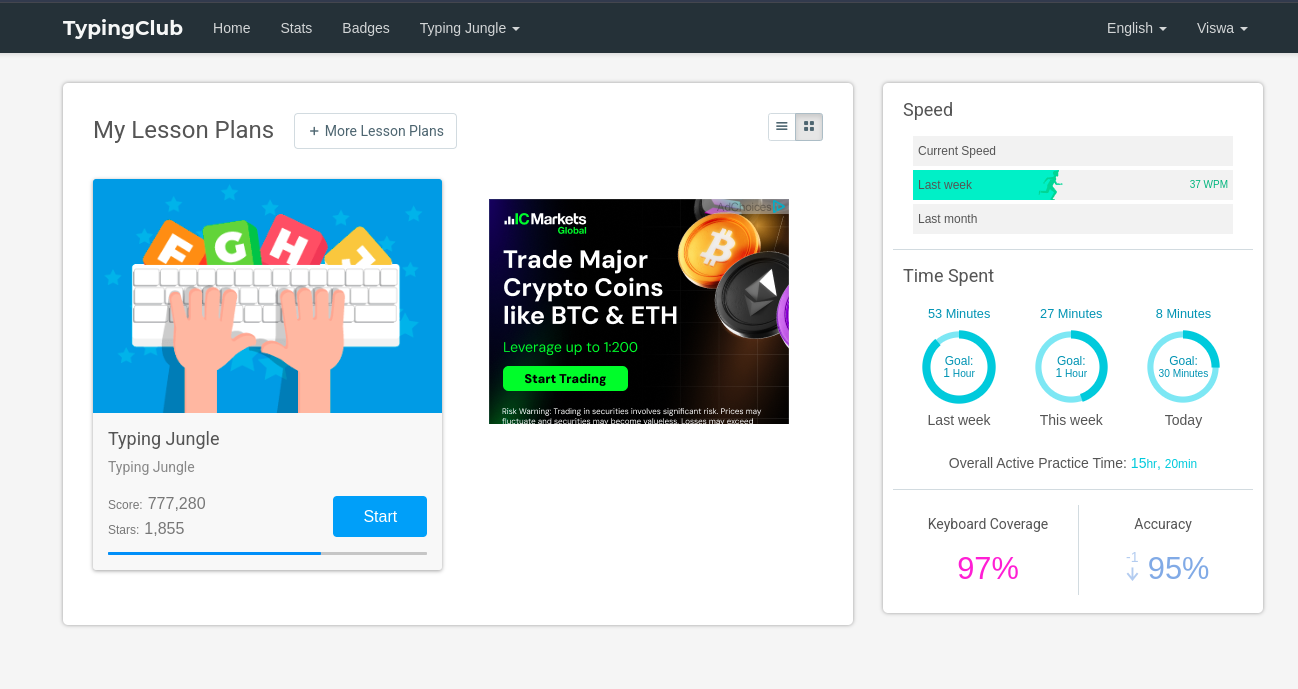 TypingClub Home Stats Badges Typing Jungle English Viswa
My Lesson Plans + More Lesson Plans
F G H J
Typing Jungle
Typing Jungle
Score: 777,280
Stars: 1,855
Start
AdChoices
IC Markets
Global
Trade Major
Crypto Coins
like BTC & ETH
Leverage up to 1:200
Start Trading
Risk Warning: Trading in securities involves significant risk. Prices may
fluctuate and securities may become valueless. Losses may exceed
Speed
Current Speed
Last week 37 WPM
Last month
Time Spent
53 Minutes 27 Minutes 8 Minutes
Goal: Goal: Goal:
1 Hour 1 Hour 30 Minutes
Last week This week Today
Overall Active Practice Time: 15hr, 20min
Keyboard Coverage Accuracy
97% -1 95%